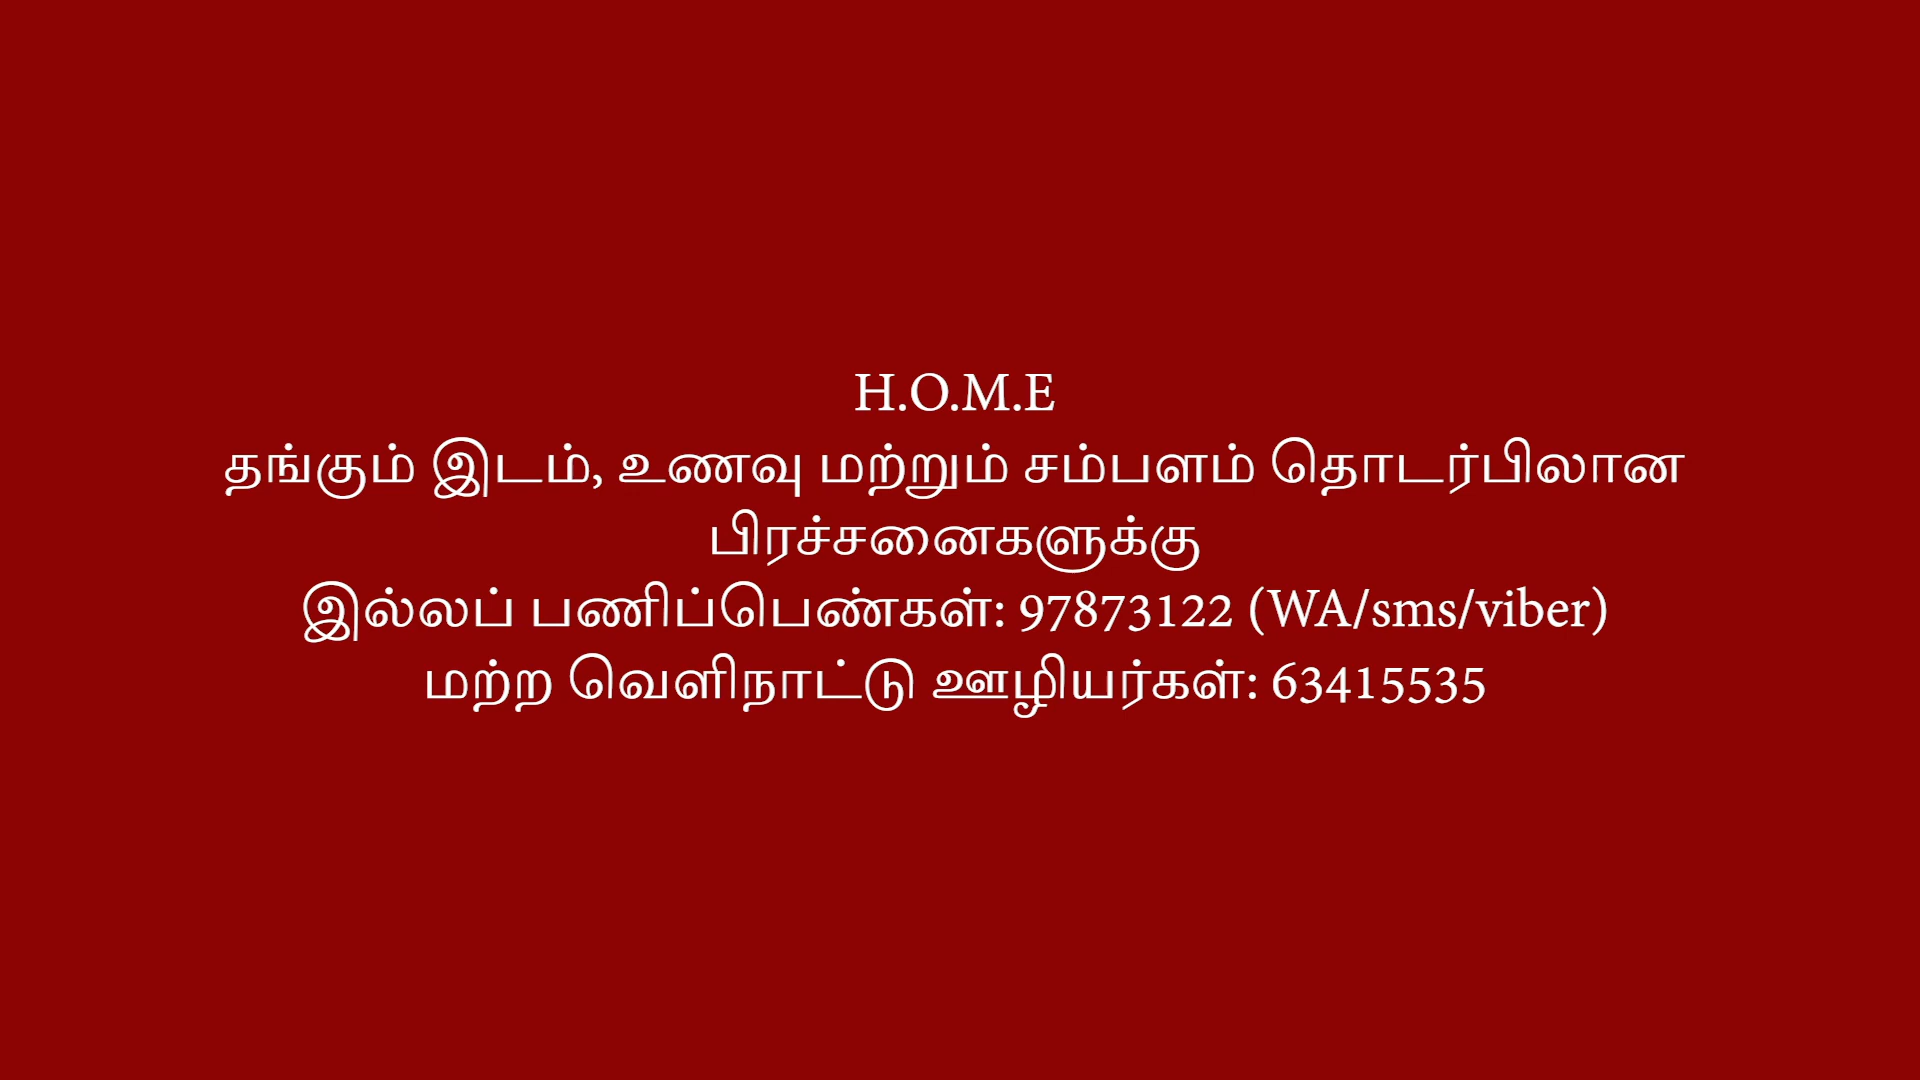 H.O.M.E
தங்கும் இடம், உணவு மற்றும் சம்பளம் தொடர்பிலான
பிரச்சனைகளுக்கு
இல்லப் பணிப்பெண்கள்: 97873122 (WA/sms/viber)
மற்ற வெளிநாட்டு ஊழியர்கள்: 63415535